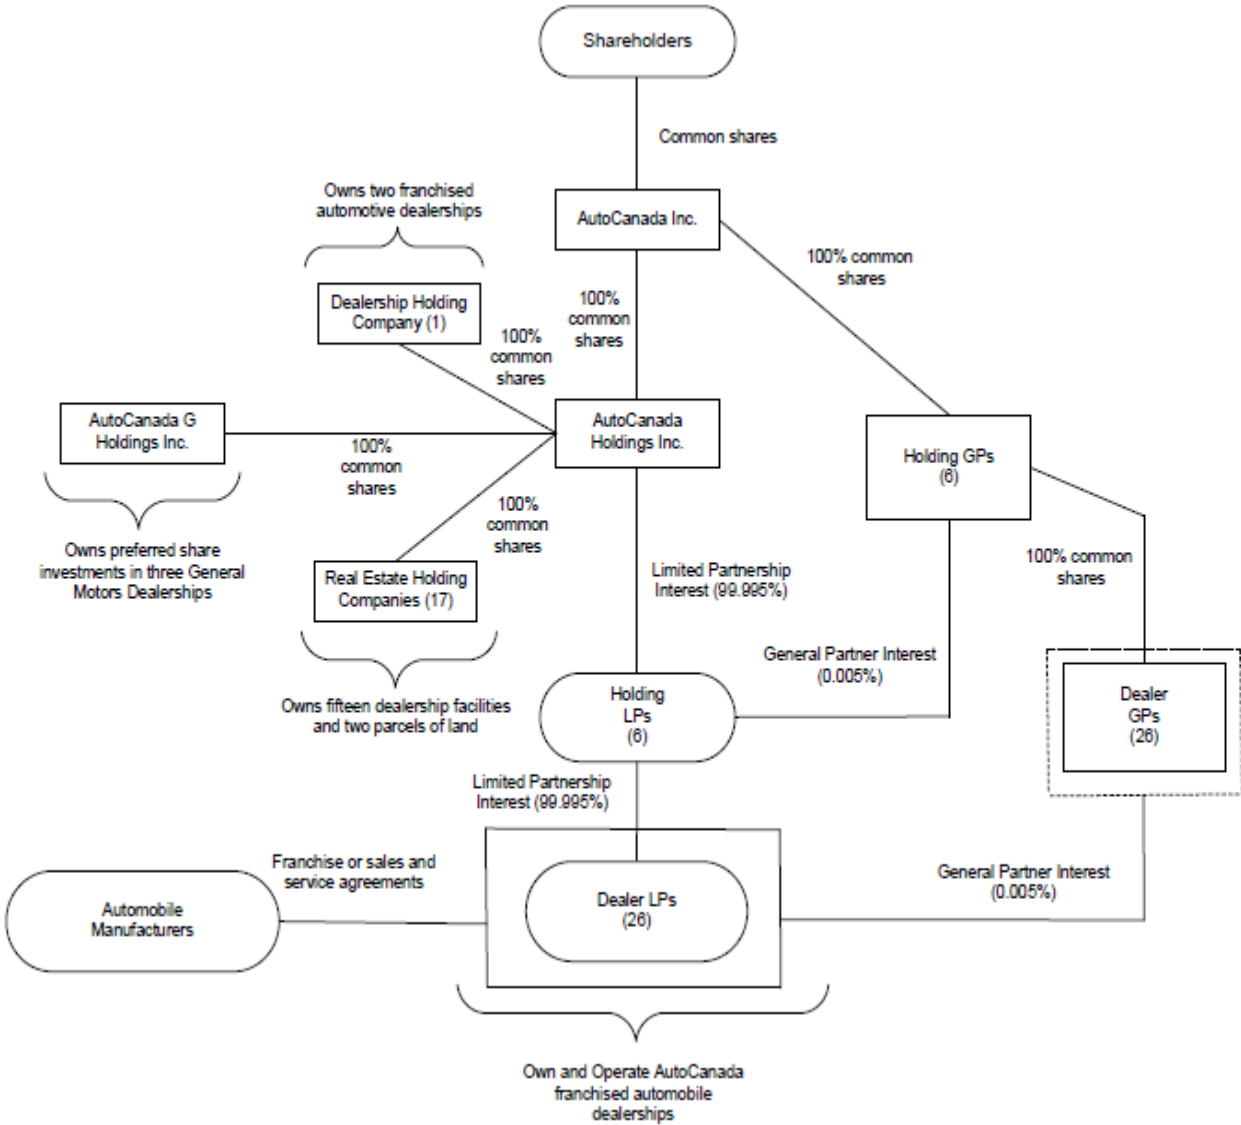 Shareholders
Common shares
Owns two franchised
automotive dealerships
AutoCanada Inc.
100% common
shares
Dealership Holding
Company (1)
100%
common
shares
100%
common
shares
AutoCanada G
Holdings Inc.
AutoCanada
Holdings Inc.
100%
common
shares
Holding GPs
(6)
100%
common
shares
Owns preferred share
investments in three General
Motors Dealerships
Real Estate Holding
Companies (17)
Limited Partnership
Interest (99.995%)
100% common
shares
General Partner Interest
(0.005%)
Owns fifteen dealership facilities
and two parcels of land
Holding
LPs
(6)
Dealer
GPs
(26)
Limited Partnership
Interest (99.995%)
Franchise or sales and
service agreements
General Partner Interest
(0.005%)
Automobile
Manufacturers
Dealer LPs
(26)
Own and Operate AutoCanada
franchised automobile
dealerships